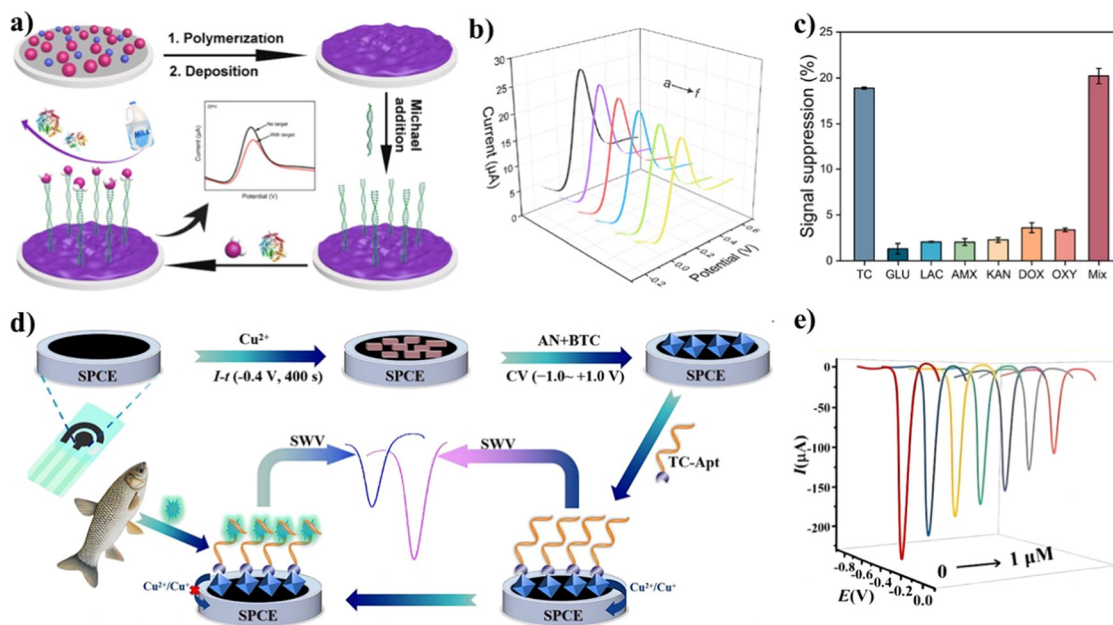 a)
1. Polymerization
2. Deposition
Michael
addition
DPV
No target
With target
Current (μA)
Potential (V)
b)
30
25
20
15
10
5
0
Current (μA)
a → f
-0.2
0.0
0.2
0.4
0.6
Potential (V)
c)
Signal suppression (%)
25
20
15
10
5
0
TC GLU LAC AMX KAN DOX OXY Mix
d)
SPCE
Cu²⁺
I-t (-0.4 V, 400 s)
SPCE
AN+BTC
CV (−1.0~ +1.0 V)
SPCE
TC-Apt
SWV
SWV
Cu²⁺/Cu⁺
SPCE
Cu²⁺/Cu⁺
SPCE
e)
0
-50
-100
-150
-200
I(μA)
-0.8
-0.6
-0.4
-0.2
0.0
E(V)
0 → 1 μM